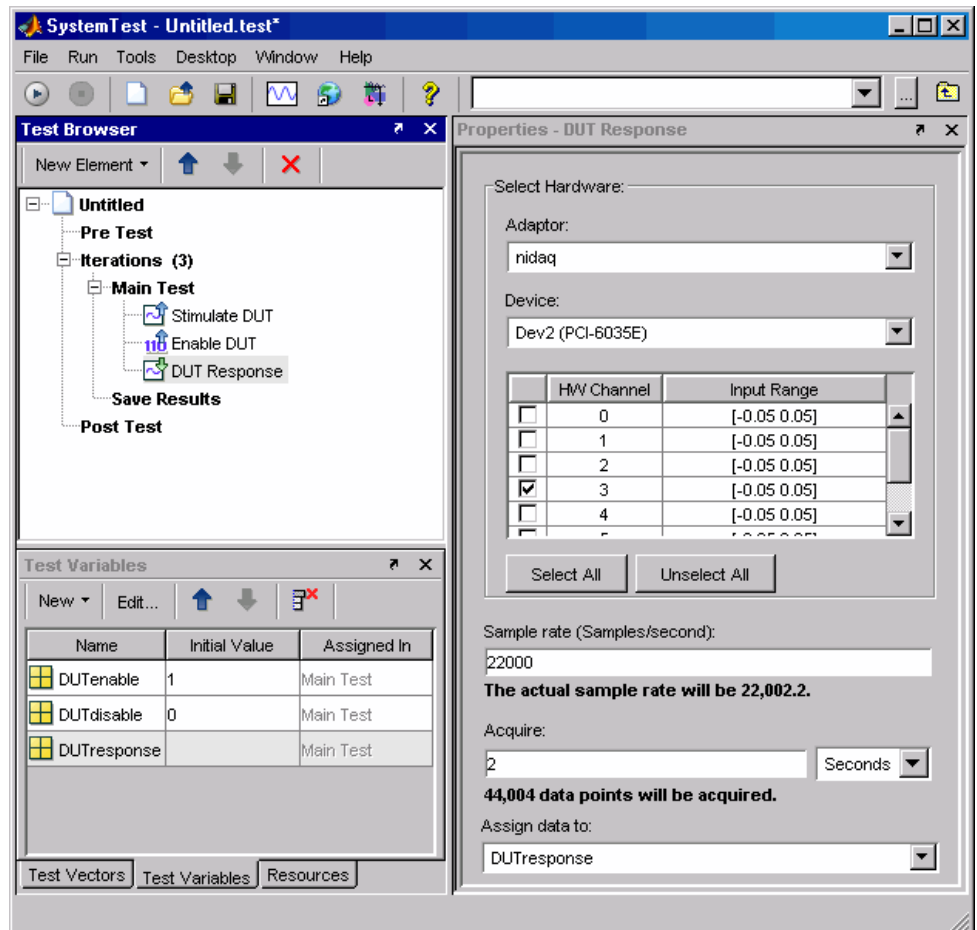 SystemTest - Untitled.test*
File Run Tools Desktop Window Help
Test Browser
New Element
Untitled
Pre Test
Iterations (3)
Main Test
Stimulate DUT
110 Enable DUT
DUT Response
Save Results
Post Test
Test Variables
New Edit...
Name Initial Value Assigned In
DUTenable 1 Main Test
DUTdisable 0 Main Test
DUTresponse Main Test
Test Vectors Test Variables Resources
...
Properties - DUT Response
Select Hardware:
Adaptor:
nidaq
Device:
Dev2 (PCI-6035E)
HW Channel Input Range
0 [-0.05 0.05]
1 [-0.05 0.05]
2 [-0.05 0.05]
3 [-0.05 0.05]
4 [-0.05 0.05]
Select All Unselect All
Sample rate (Samples/second):
22000
The actual sample rate will be 22,002.2.
Acquire:
2 Seconds
44,004 data points will be acquired.
Assign data to:
DUTresponse